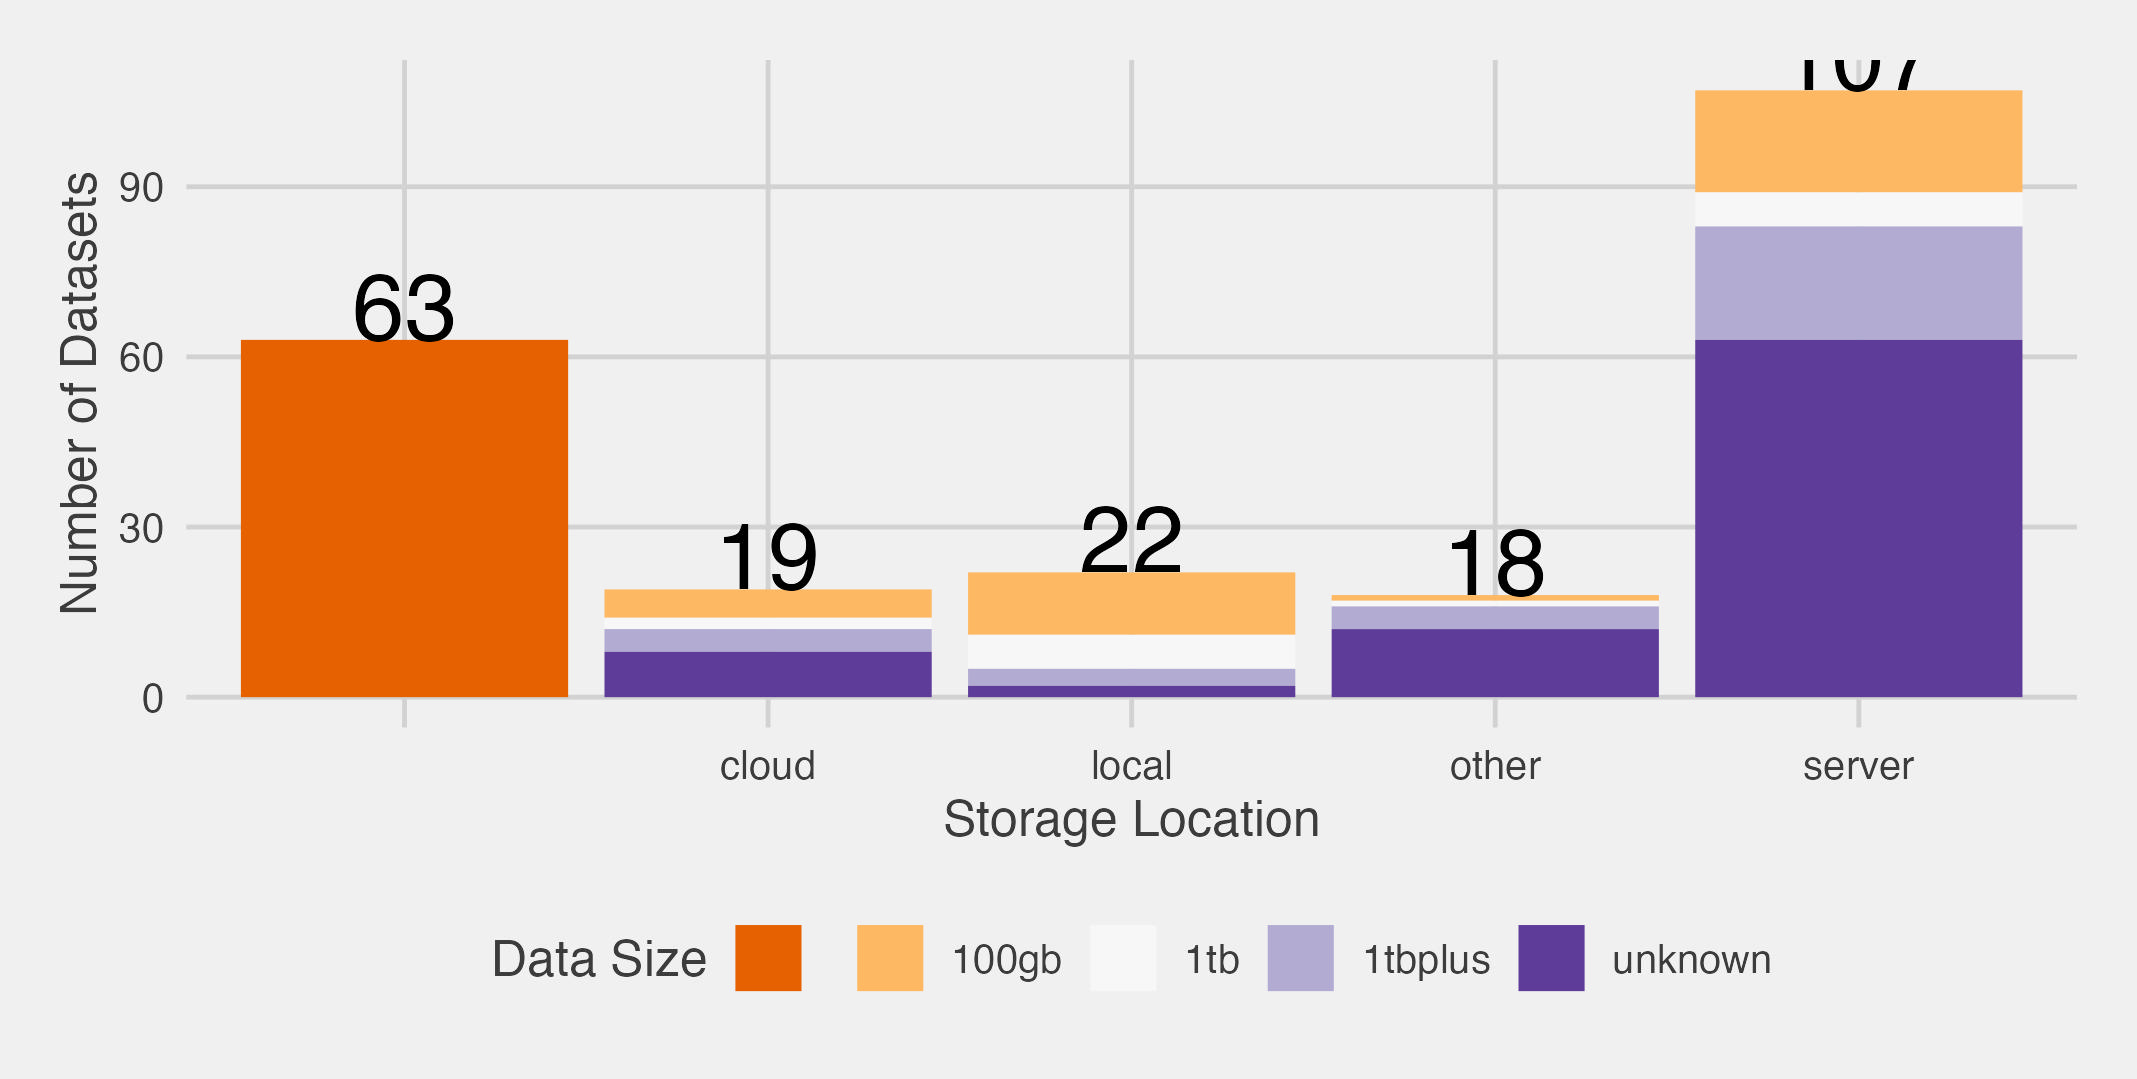 107
90
63
60
22
19
18
30
0
Number of Datasets
cloud
local
other
server
Storage Location
Data Size
100gb
1tb
1tbplus
unknown